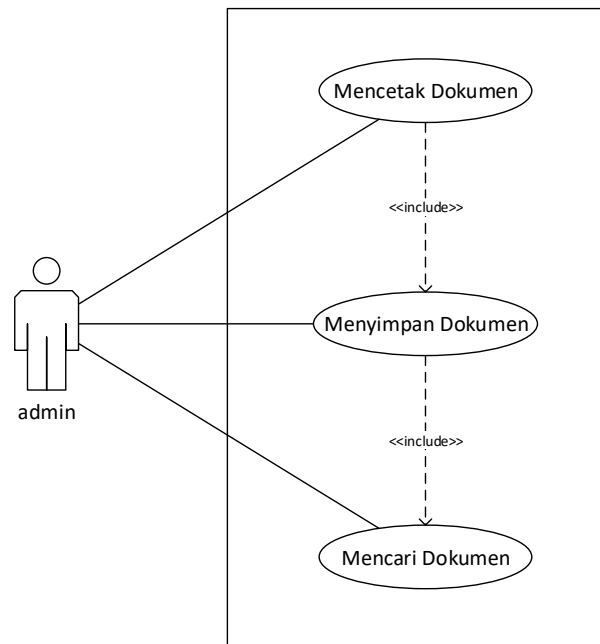 Mencetak Dokumen
<<include>>
Menyimpan Dokumen
admin
<<include>>
Mencari Dokumen